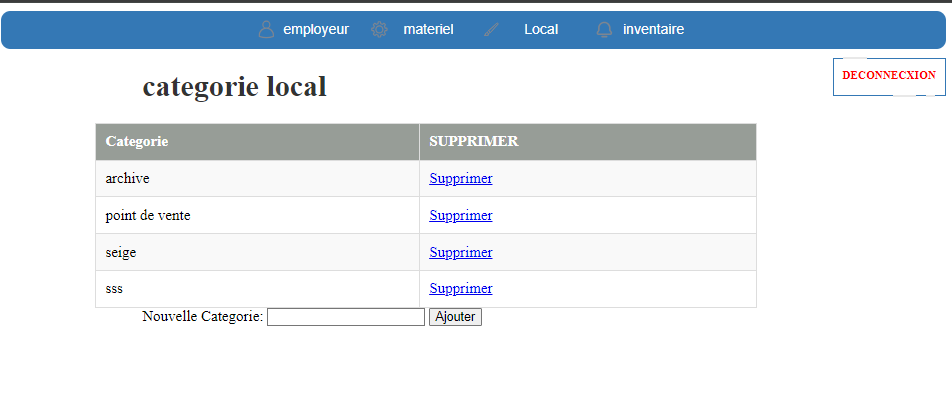 employeur materiel Local inventaire
DECONNECXION
categorie local
Categorie SUPPRIMER
archive Supprimer
point de vente Supprimer
seige Supprimer
sss Supprimer
Nouvelle Categorie: Ajouter